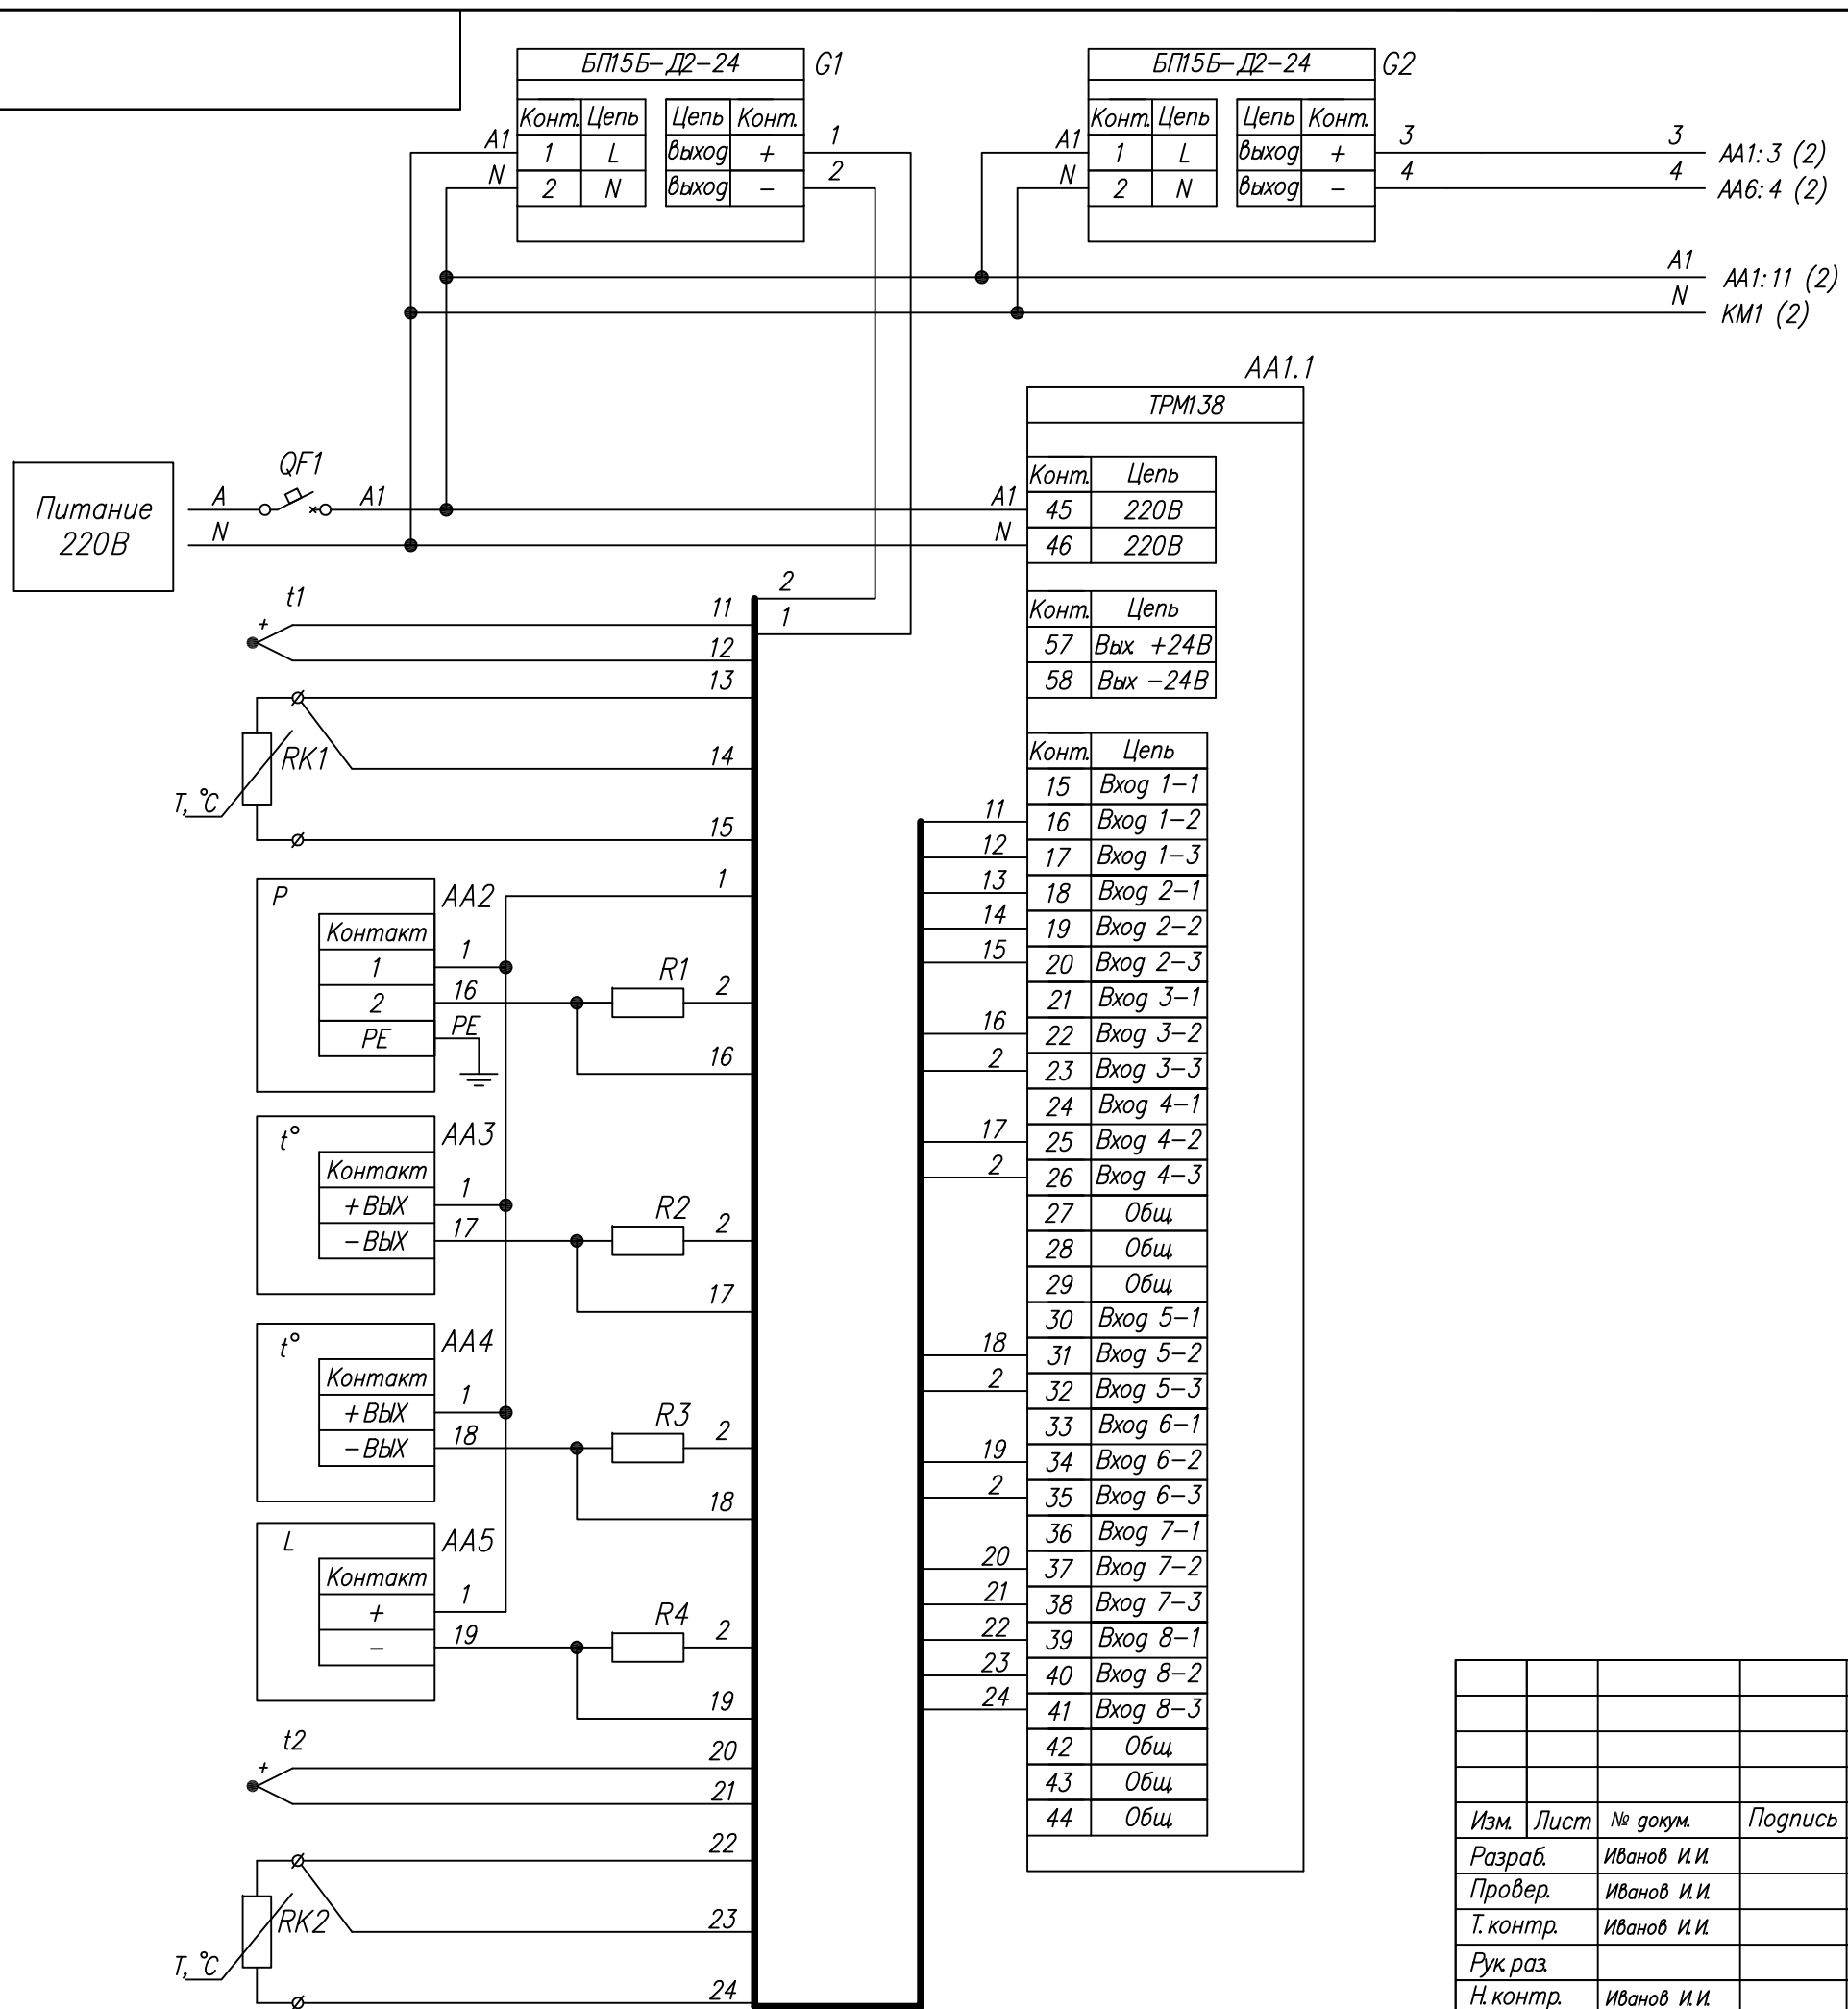 БП15Б-Д2-24 G1
Конт. Цепь Цепь Конт.
A1 1 L выход + 1
N 2 N выход - 2
БП15Б-Д2-24 G2
Конт. Цепь Цепь Конт.
A1 1 L выход + 3 3 AA1:3 (2)
N 2 N выход - 4 4 AA6:4 (2)
A1 AA1:11 (2)
N KM1 (2)
Питание
220В
QF1
A A1 A1
N N
2
1
t1
+
11
12
13
14
15
RK1
T, °C
P AA2
Контакт
1 1 1
2 16 R1 2
PE PE 16
t° AA3
Контакт
+ВЫХ 1
-ВЫХ 17 R2 2
17
t° AA4
Контакт
+ВЫХ 1
-ВЫХ 18 R3 2
18
L AA5
Контакт
+ 1
- 19 R4 2
19
t2
+
20
21
22
23
24
RK2
T, °C
AA1.1
ТРМ138
Конт. Цепь
45 220В
46 220В
Конт. Цепь
57 Вых. +24В
58 Вых -24В
Конт. Цепь
15 Вход 1-1
11 16 Вход 1-2
12 17 Вход 1-3
13 18 Вход 2-1
14 19 Вход 2-2
15 20 Вход 2-3
21 Вход 3-1
16 22 Вход 3-2
2 23 Вход 3-3
24 Вход 4-1
17 25 Вход 4-2
2 26 Вход 4-3
27 Общ.
28 Общ.
29 Общ.
30 Вход 5-1
18 31 Вход 5-2
2 32 Вход 5-3
33 Вход 6-1
19 34 Вход 6-2
2 35 Вход 6-3
36 Вход 7-1
20 37 Вход 7-2
21 38 Вход 7-3
22 39 Вход 8-1
23 40 Вход 8-2
24 41 Вход 8-3
42 Общ.
43 Общ.
44 Общ.
Изм. Лист № докум. Подпись
Разраб. Иванов И.И.
Провер. Иванов И.И.
Т.контр. Иванов И.И.
Рук.раз.
Н.контр. Иванов И.И.